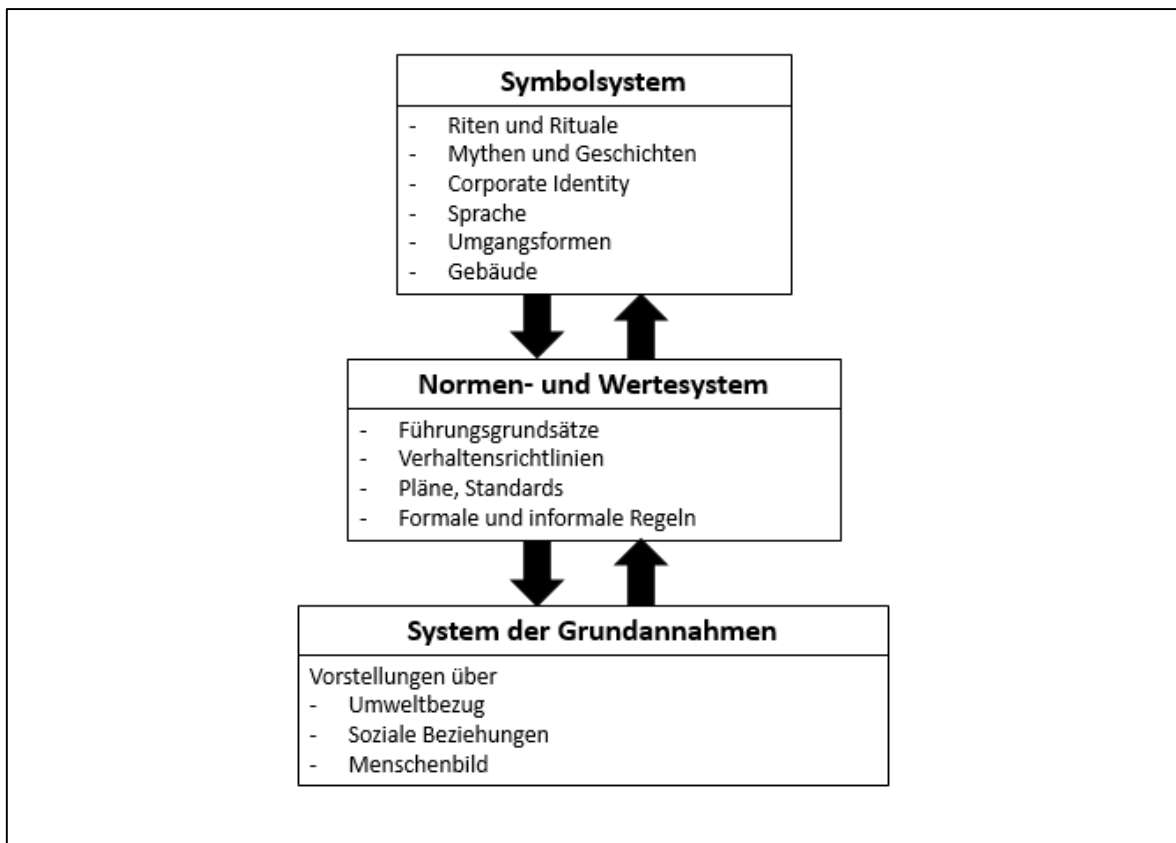 Symbolsystem
- Riten und Rituale
- Mythen und Geschichten
- Corporate Identity
- Sprache
- Umgangsformen
- Gebäude
Normen- und Wertesystem
- Führungsgrundsätze
- Verhaltensrichtlinien
- Pläne, Standards
- Formale und informale Regeln
System der Grundannahmen
Vorstellungen über
- Umweltbezug
- Soziale Beziehungen
- Menschenbild